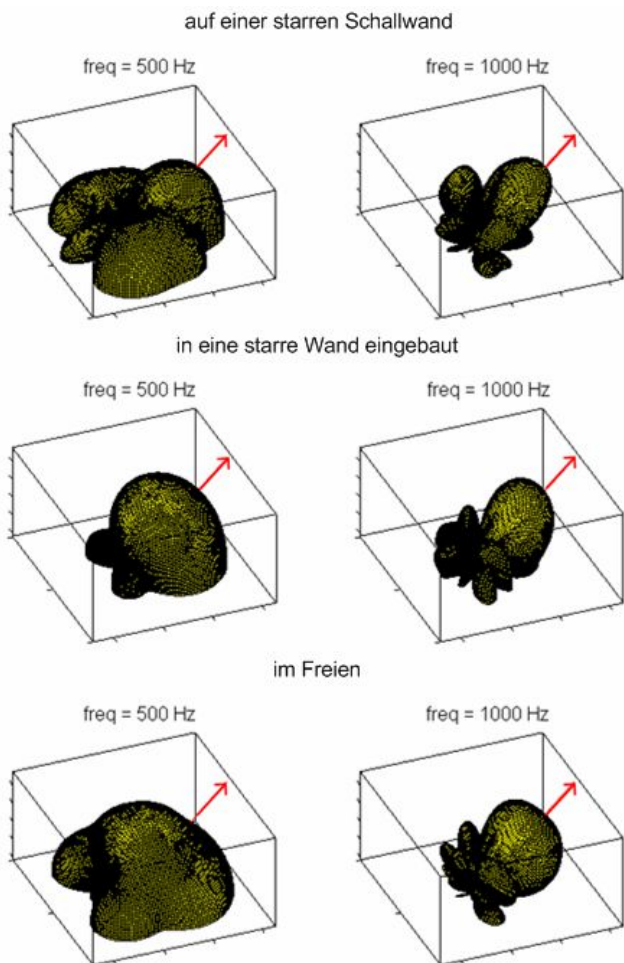 auf einer starren Schallwand
freq = 500 Hz
freq = 1000 Hz
in eine starre Wand eingebaut
freq = 500 Hz
freq = 1000 Hz
im Freien
freq = 500 Hz
freq = 1000 Hz